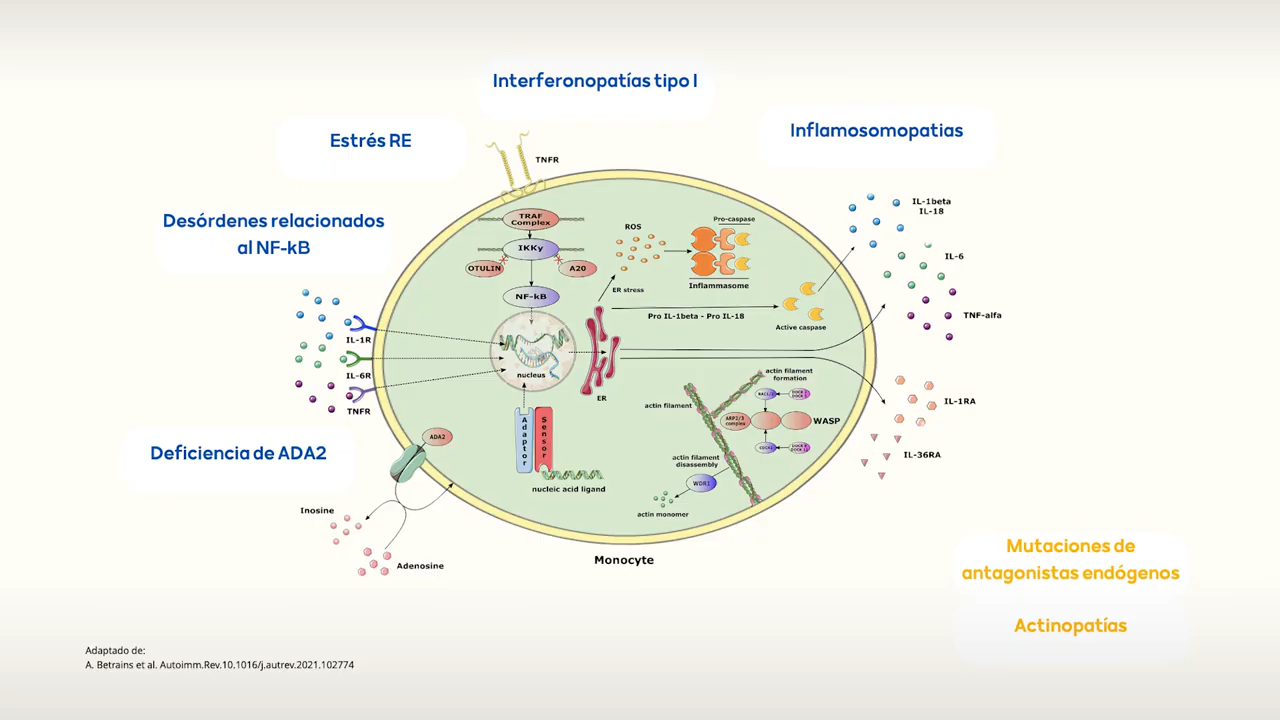 Interferonopatías tipo I
Estrés RE
Inflamosomopatias
Desórdenes relacionados
al NF-kB
TNFR
TRAF
Complex
IKKy
OTULIN
A20
NF-kB
ROS
ER stress
Pro-caspase
Inflammasome
Pro IL-1beta - Pro IL-18
Active caspase
IL-1beta
IL-18
IL-6
TNF-alfa
IL-1R
IL-6R
TNFR
nucleus
ER
Adaptor
Sensor
nucleic acid ligand
actin filament
formation
actin filament
ARP2/3
complex
WASP
actin filament
disassembly
WDR1
actin monomer
IL-1RA
IL-36RA
Deficiencia de ADA2
ADA2
Inosine
Adenosine
Monocyte
Mutaciones de
antagonistas endógenos
Actinopatías
Adaptado de:
A. Betrains et al. Autoimm.Rev.10.1016/j.autrev.2021.102774